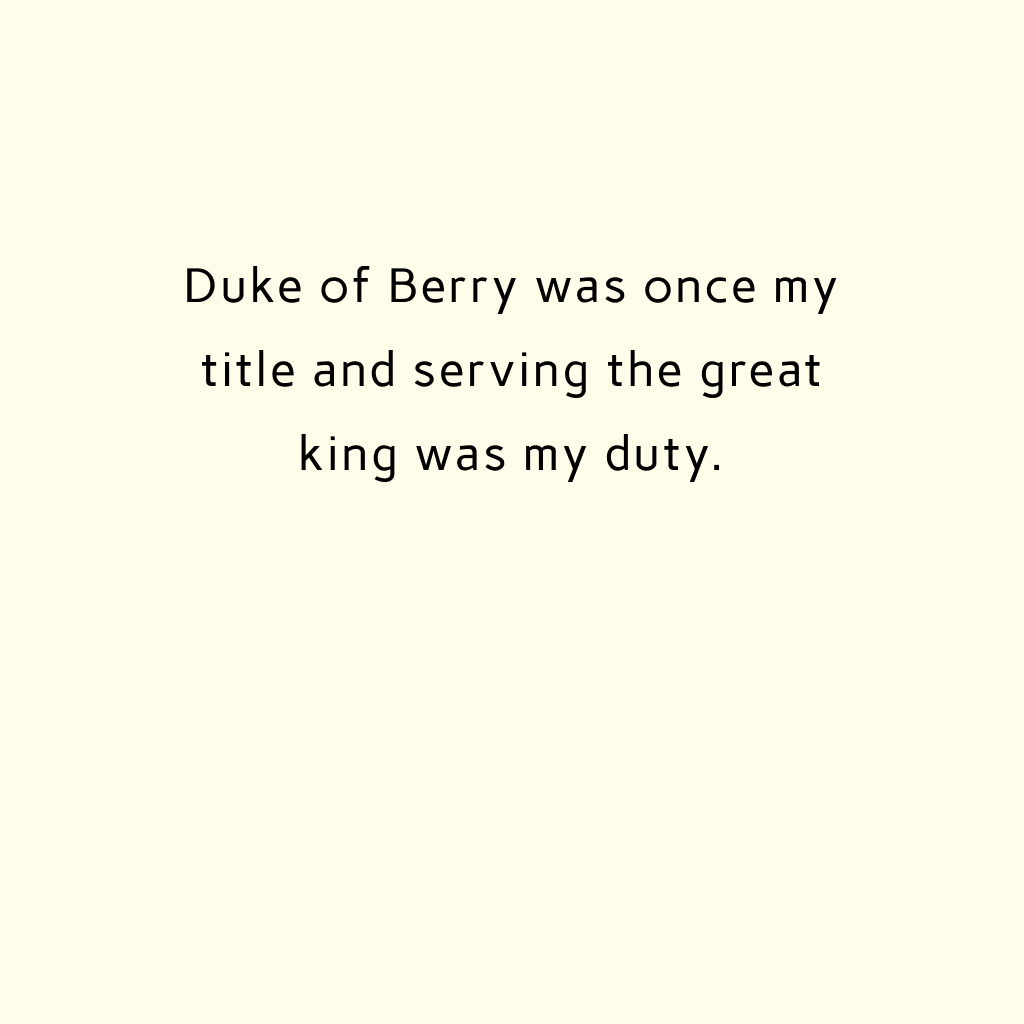 Duke of Berry was once my
title and serving the great
king was my duty.